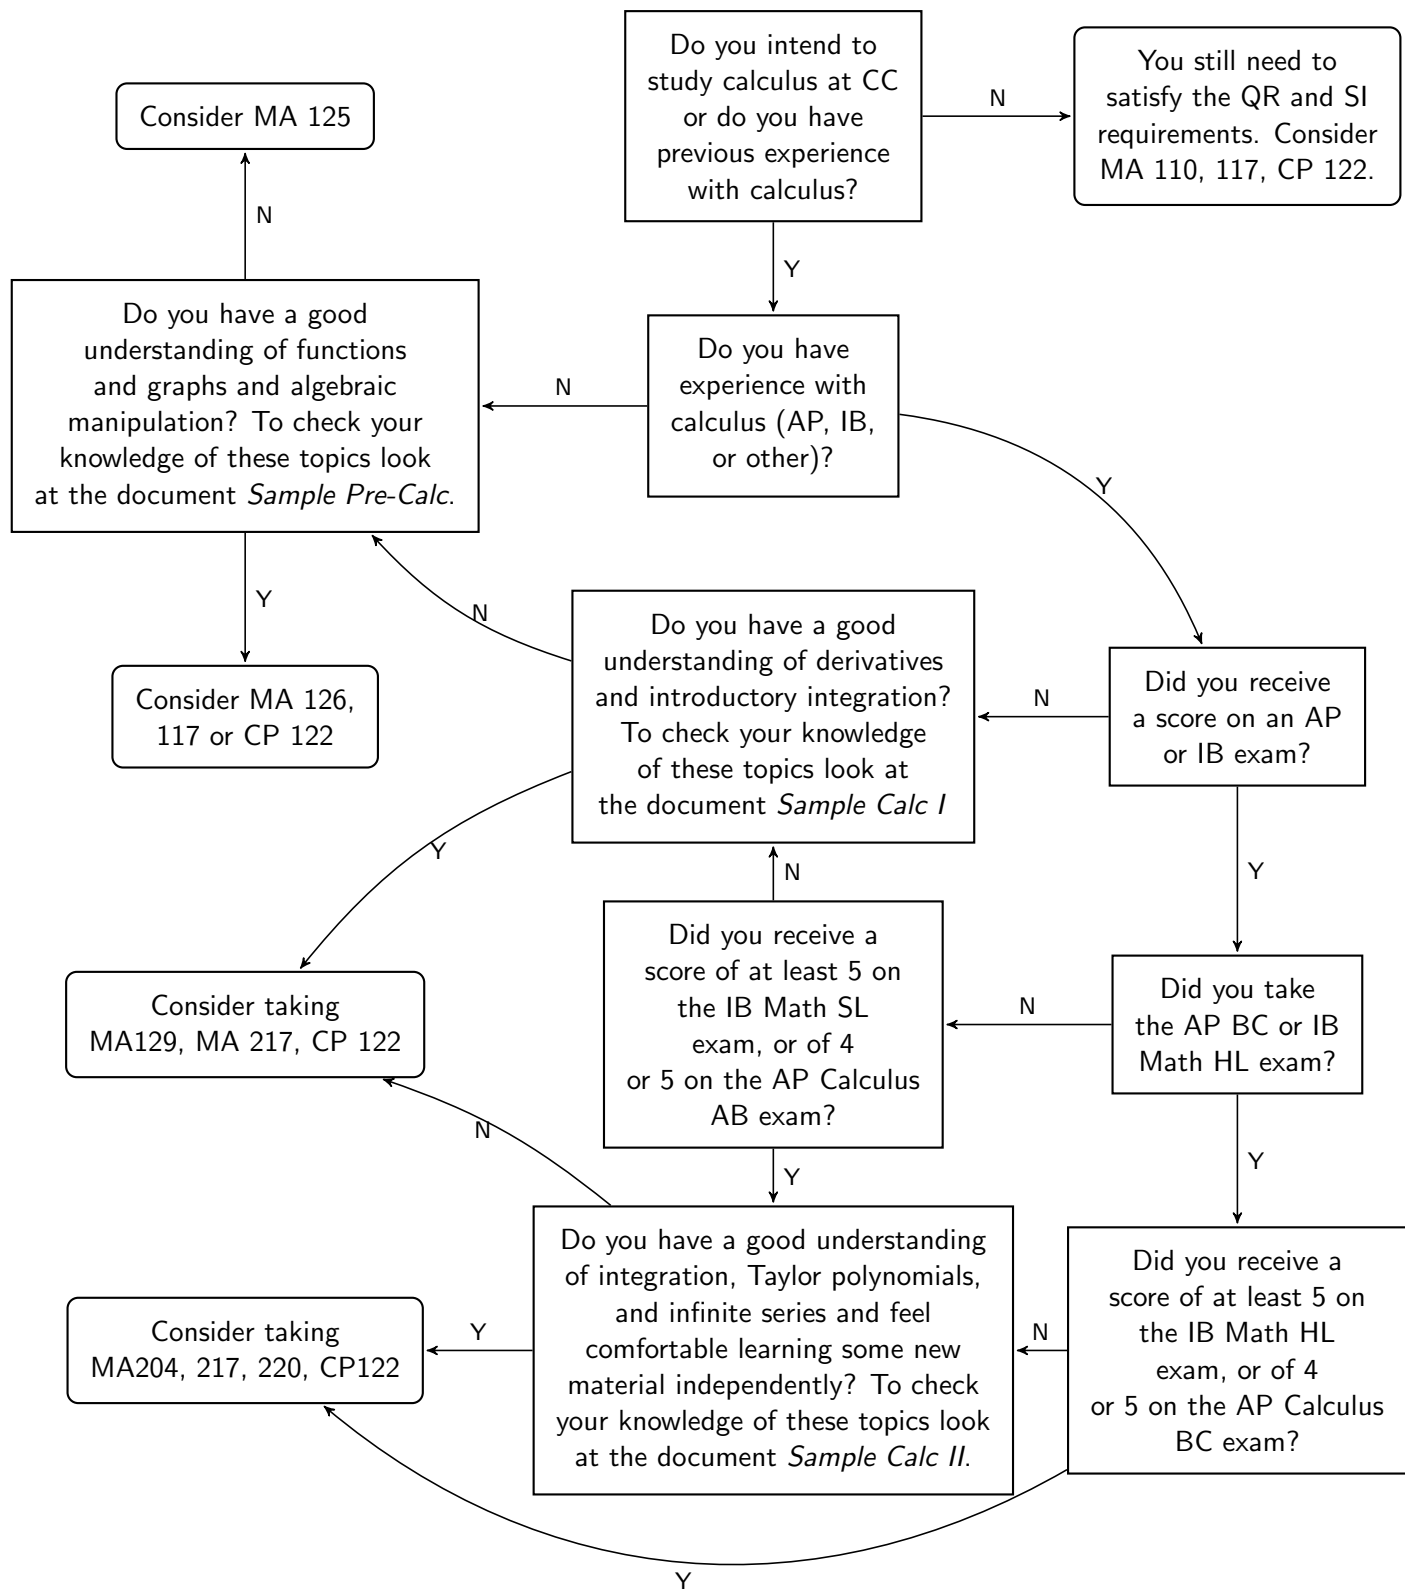 Do you intend to
study calculus at CC
or do you have
previous experience
with calculus?
N
You still need to
satisfy the QR and SI
requirements. Consider
MA 110, 117, CP 122.
Consider MA 125
N
Y
Do you have a good
understanding of functions
and graphs and algebraic
manipulation? To check your
knowledge of these topics look
at the document Sample Pre-Calc.
N
Do you have
experience with
calculus (AP, IB,
or other)?
Y
Y
N
Consider MA 126,
117 or CP 122
Do you have a good
understanding of derivatives
and introductory integration?
To check your knowledge
of these topics look at
the document Sample Calc I
N
Did you receive
a score on an AP
or IB exam?
Y
N
Y
Consider taking
MA129, MA 217, CP 122
Did you receive a
score of at least 5 on
the IB Math SL
exam, or of 4
or 5 on the AP Calculus
AB exam?
N
Did you take
the AP BC or IB
Math HL exam?
N
Y
Y
Consider taking
MA204, 217, 220, CP122
Y
Do you have a good understanding
of integration, Taylor polynomials,
and infinite series and feel
comfortable learning some new
material independently? To check
your knowledge of these topics look
at the document Sample Calc II.
N
Did you receive a
score of at least 5 on
the IB Math HL
exam, or of 4
or 5 on the AP Calculus
BC exam?
Y